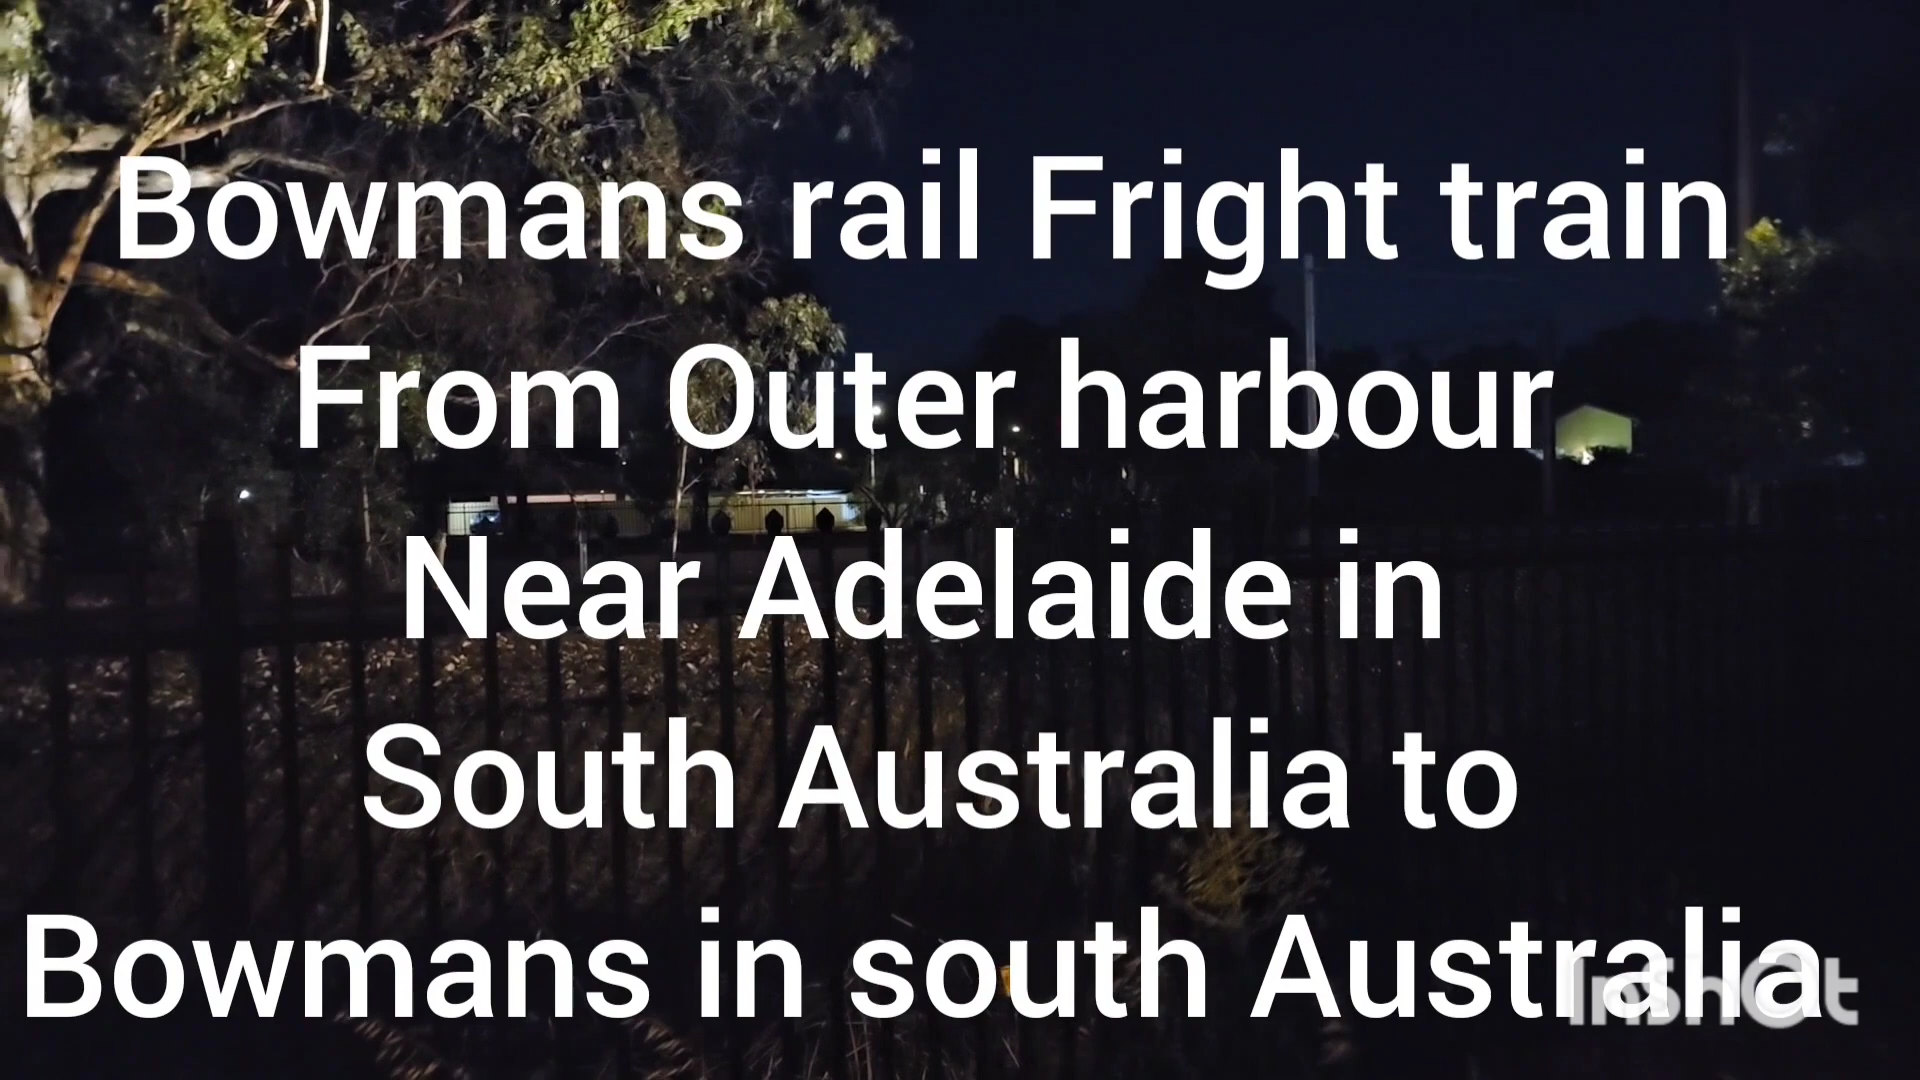 Bowmans rail Fright train
From Outer harbour
Near Adelaide in
South Australia to
Bowmans in south Australia
InShOt